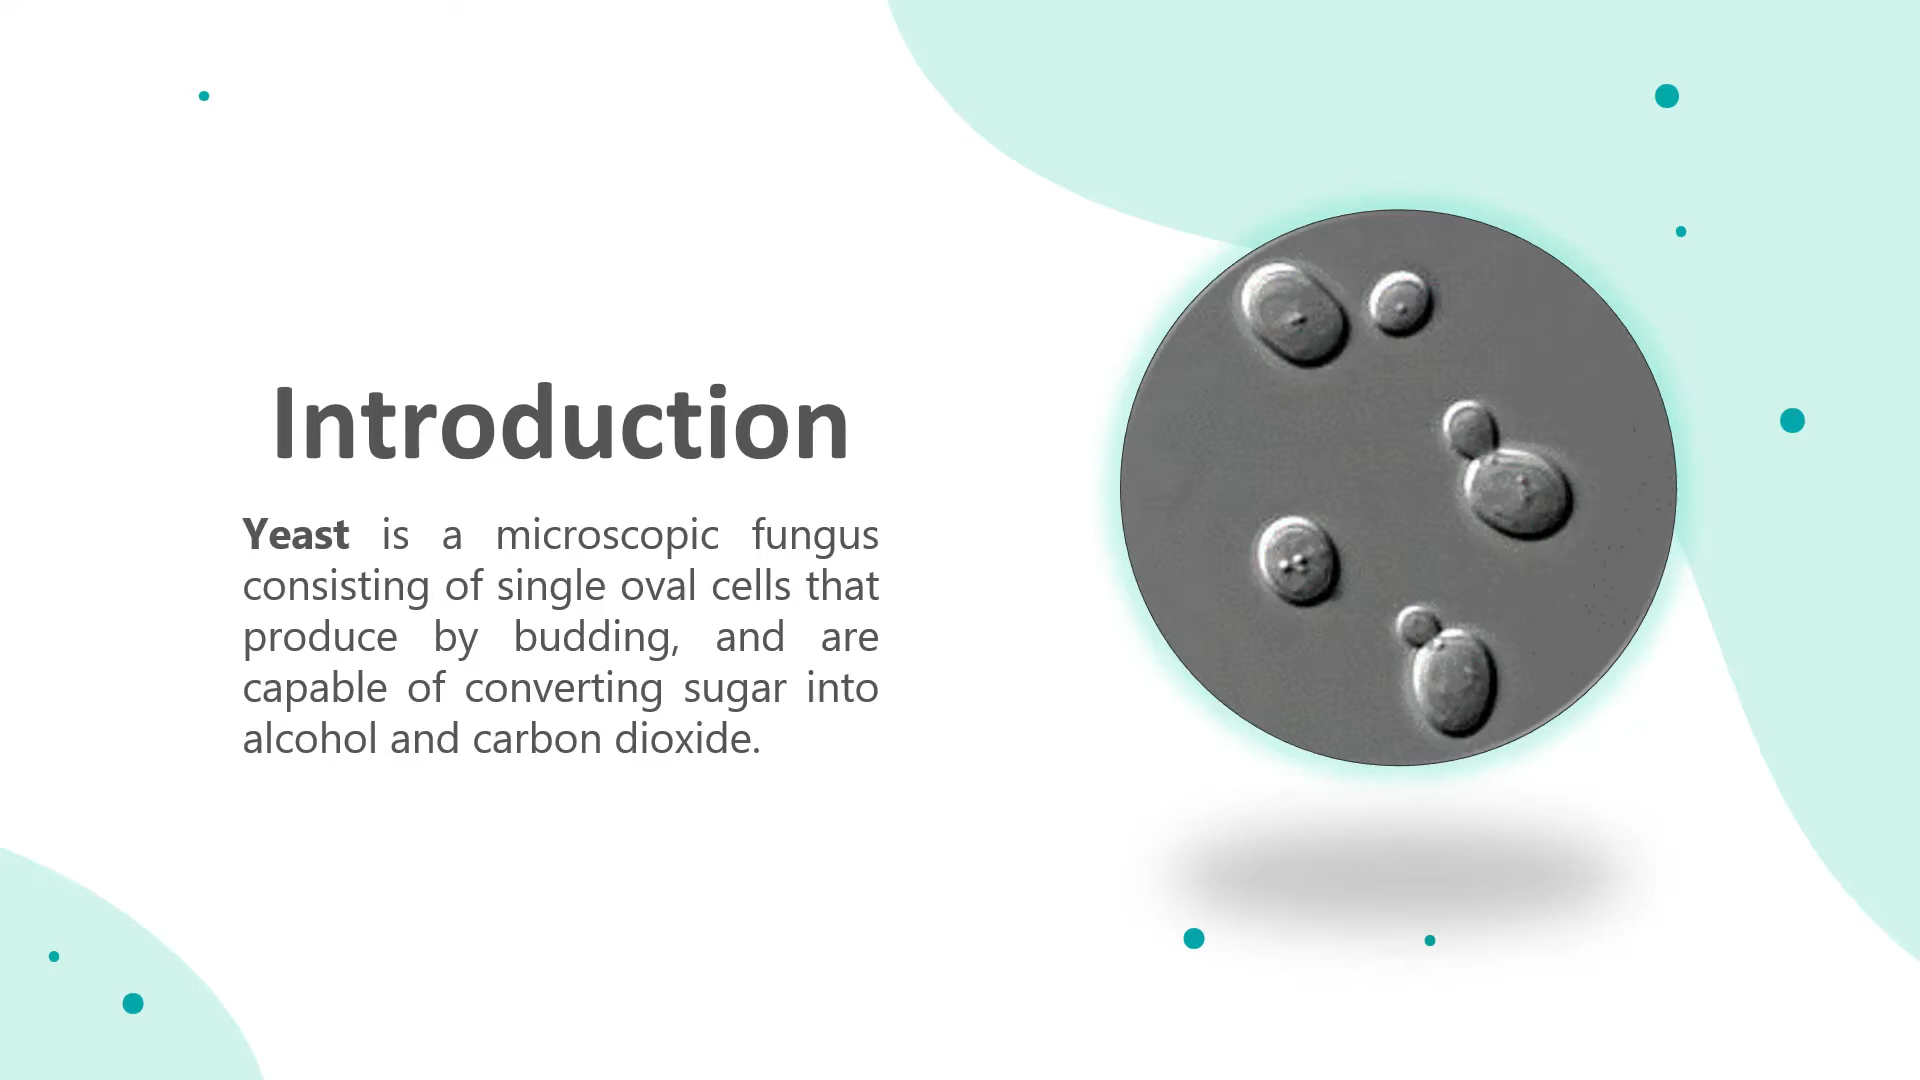 Introduction
Yeast is a microscopic fungus
consisting of single oval cells that
produce by budding, and are
capable of converting sugar into
alcohol and carbon dioxide.